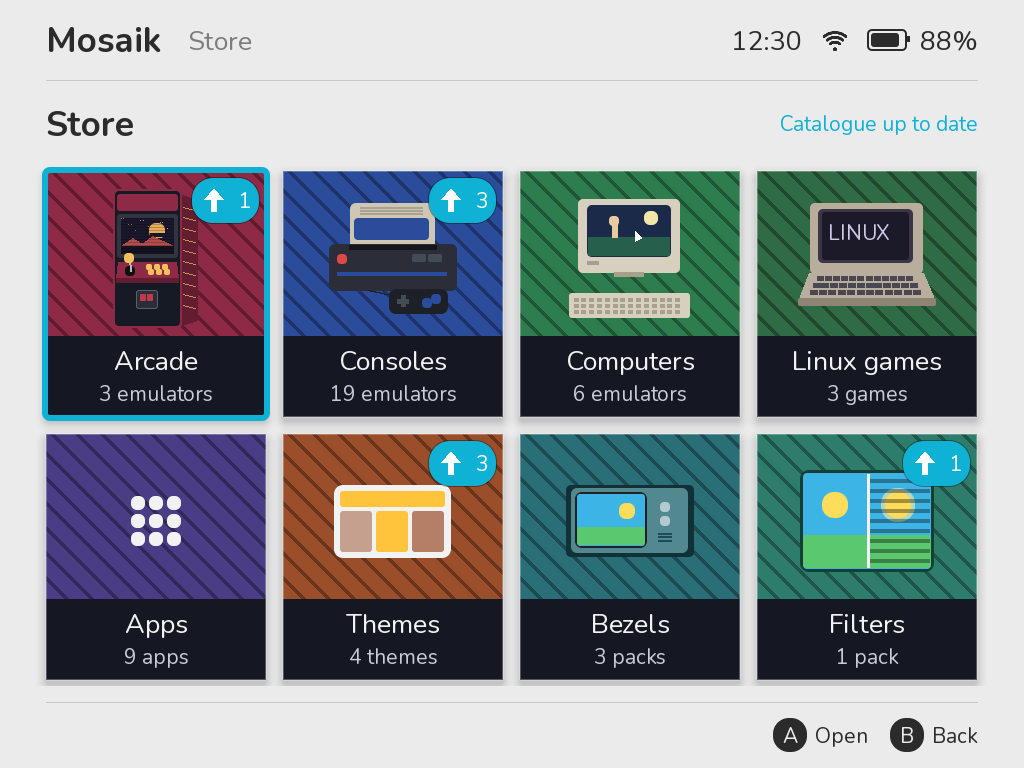 Mosaik Store 12:30 88%
Store Catalogue up to date
1
3
LINUX
Arcade
3 emulators
Consoles
19 emulators
Computers
6 emulators
Linux games
3 games
3
1
Apps
9 apps
Themes
4 themes
Bezels
3 packs
Filters
1 pack
A Open B Back